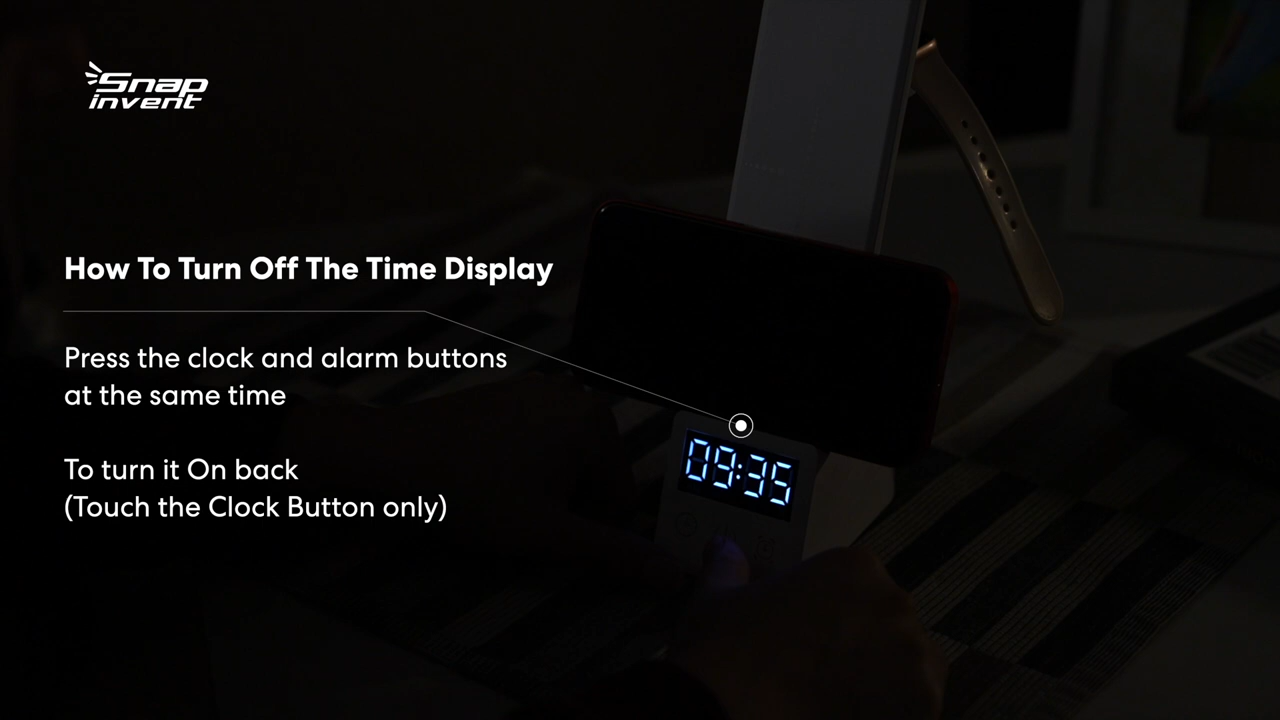 Snap
invent
How To Turn Off The Time Display
Press the clock and alarm buttons
at the same time
To turn it On back
(Touch the Clock Button only)
09:35